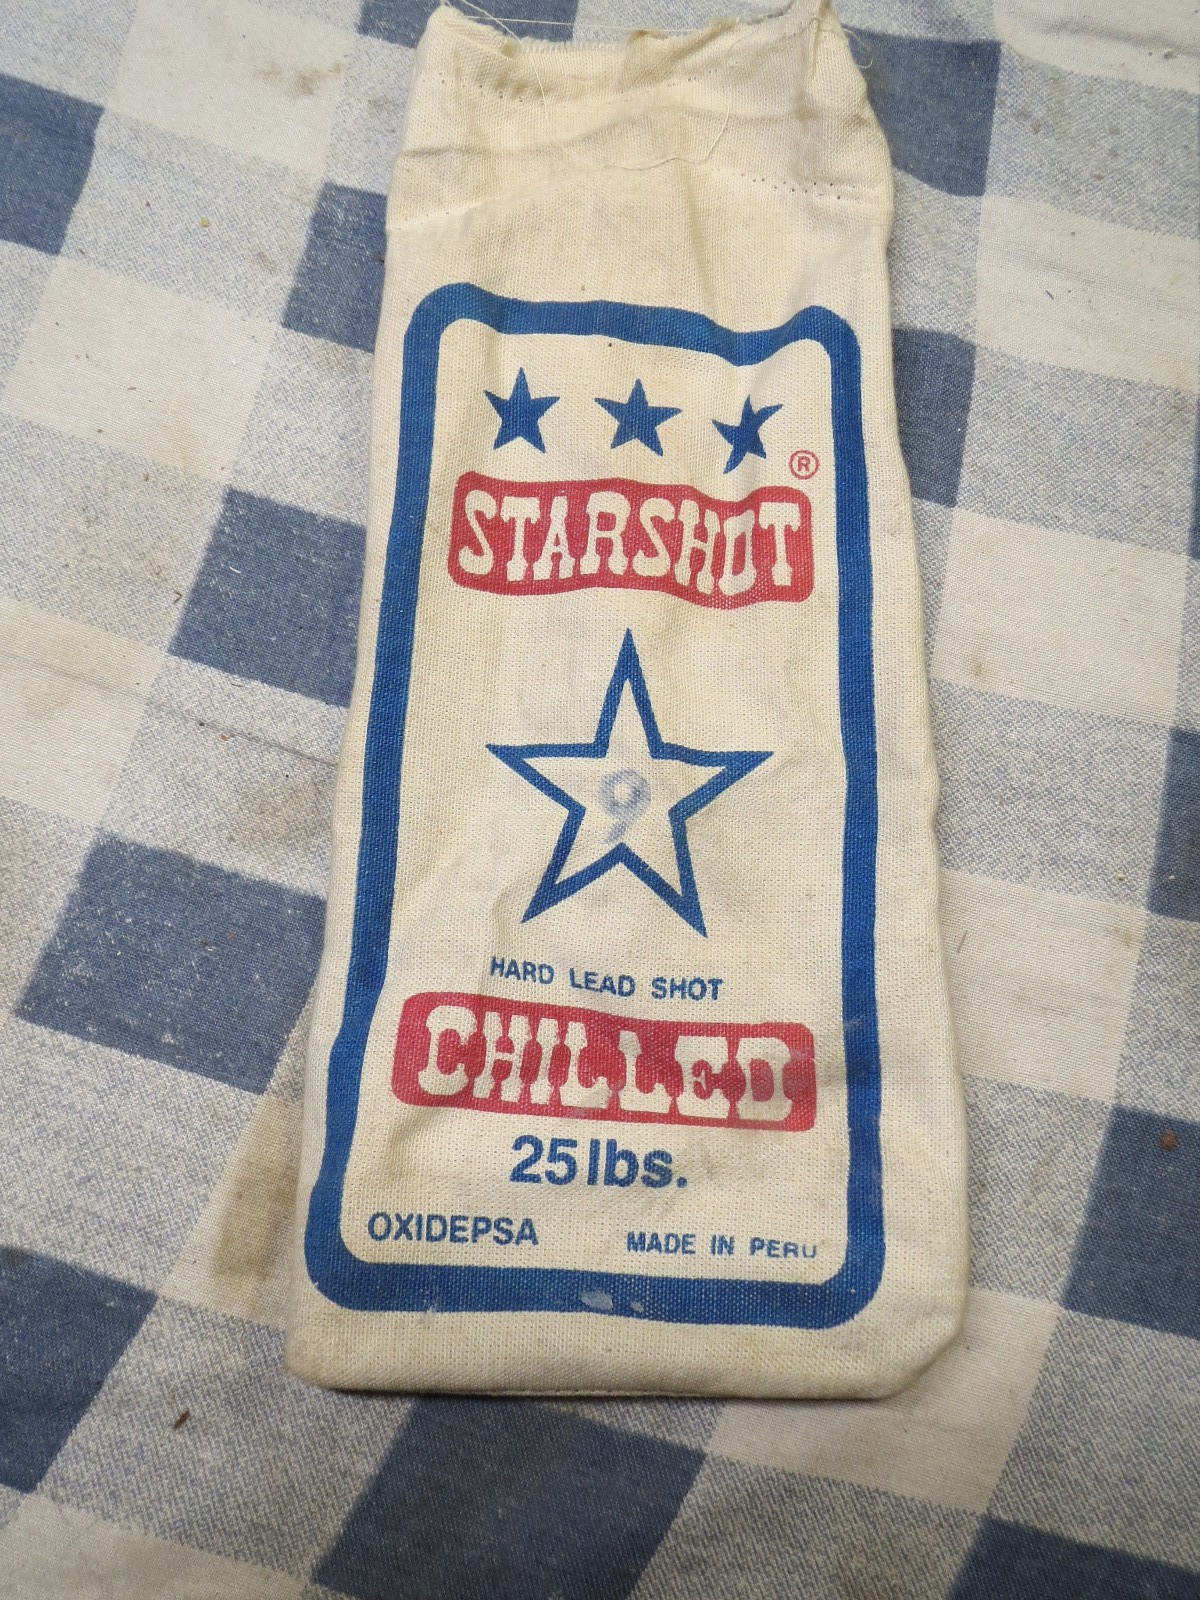 ®
STARSHOT
9
HARD LEAD SHOT
CHILLED
25 lbs.
OXIDEPSA MADE IN PERU